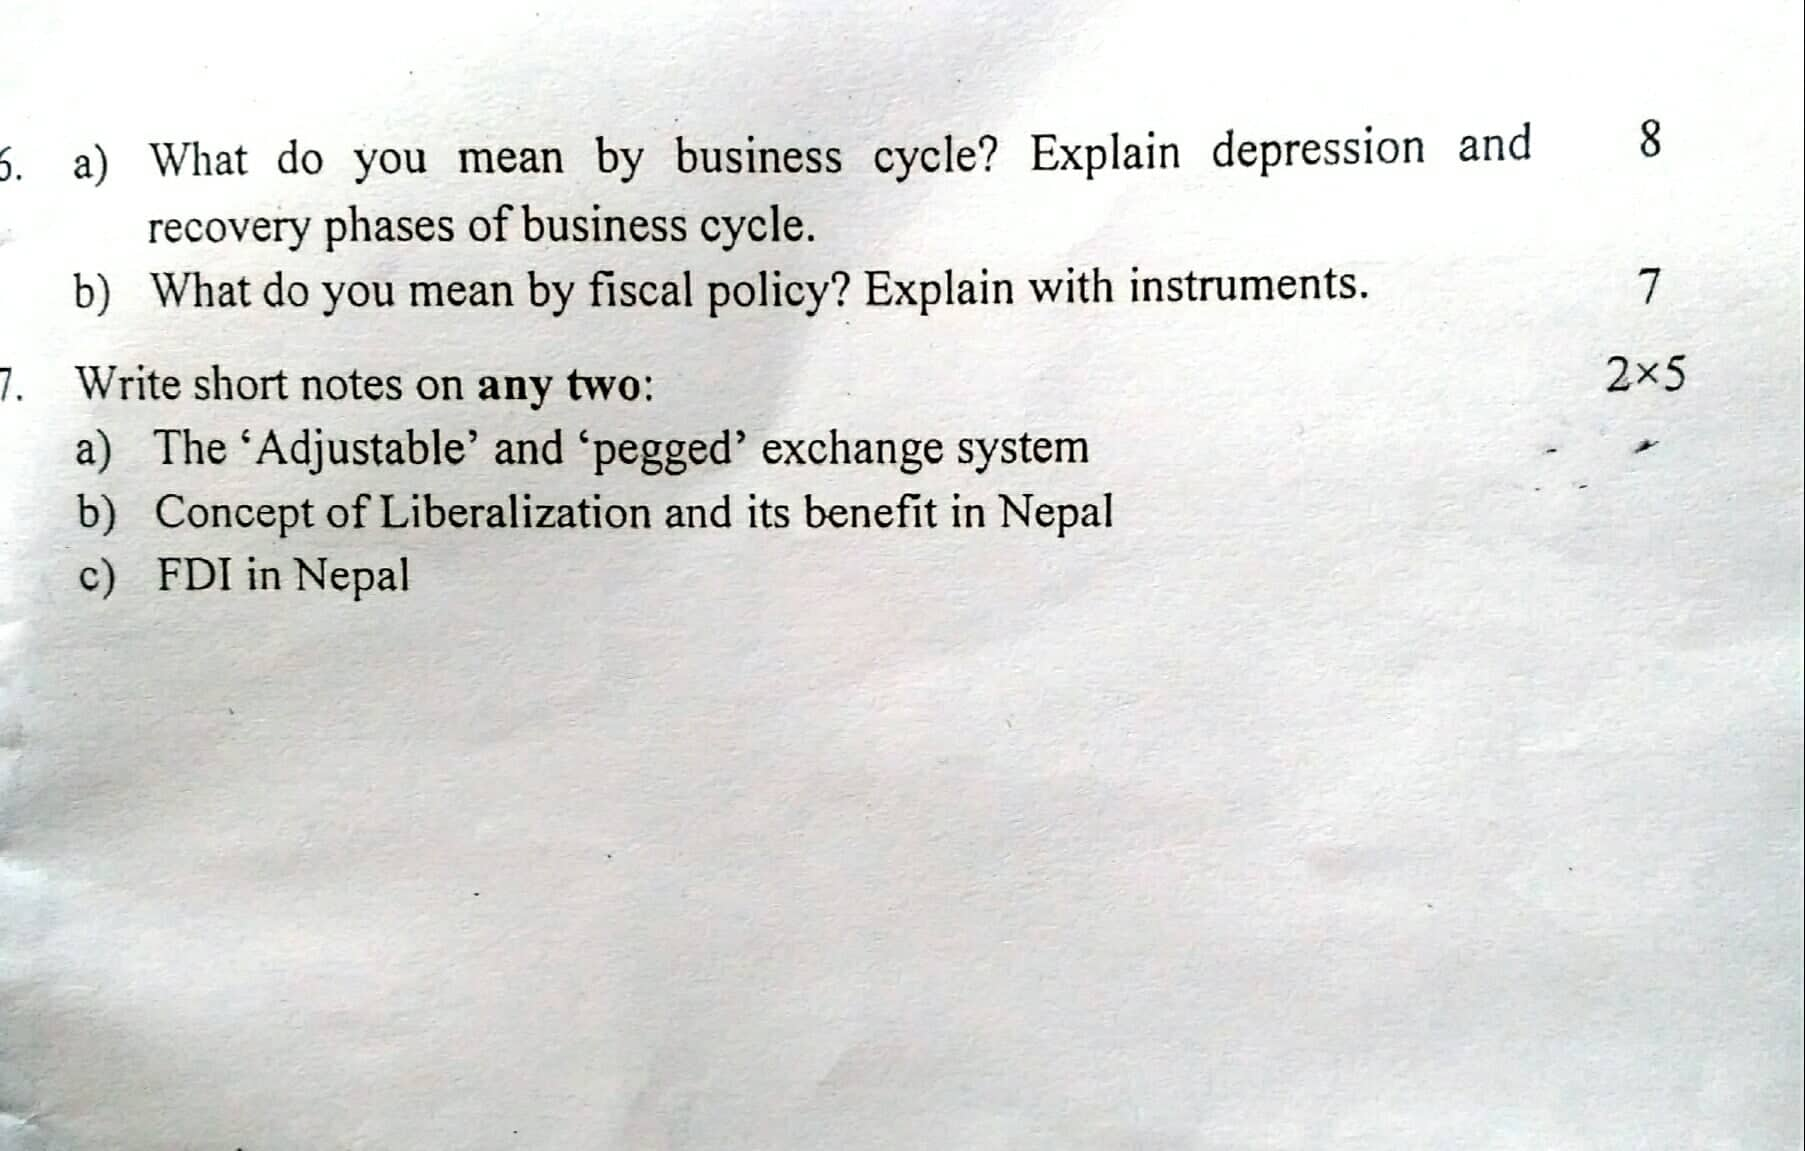 6. a) What do you mean by business cycle? Explain depression and 8
recovery phases of business cycle.
b) What do you mean by fiscal policy? Explain with instruments. 7
7. Write short notes on any two: 2×5
a) The ‘Adjustable’ and ‘pegged’ exchange system
b) Concept of Liberalization and its benefit in Nepal
c) FDI in Nepal